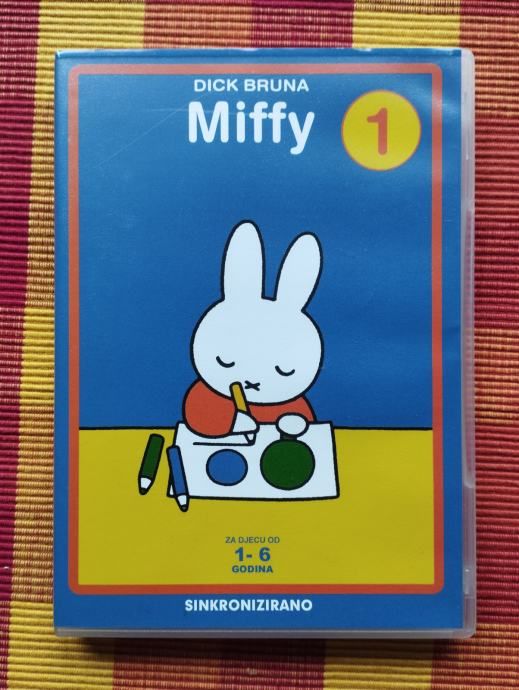 DICK BRUNA
Miffy
1
ZA DJECU OD
1- 6
GODINA
SINKRONIZIRANO